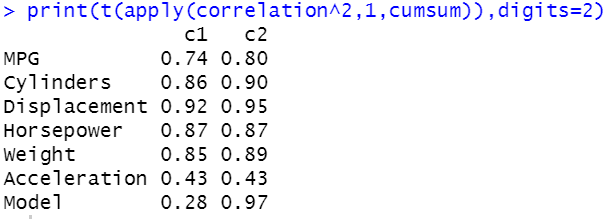 > print(t(apply(correlation^2,1,cumsum)),digits=2)
c1 c2
MPG 0.74 0.80
Cylinders 0.86 0.90
Displacement 0.92 0.95
Horsepower 0.87 0.87
Weight 0.85 0.89
Acceleration 0.43 0.43
Model 0.28 0.97